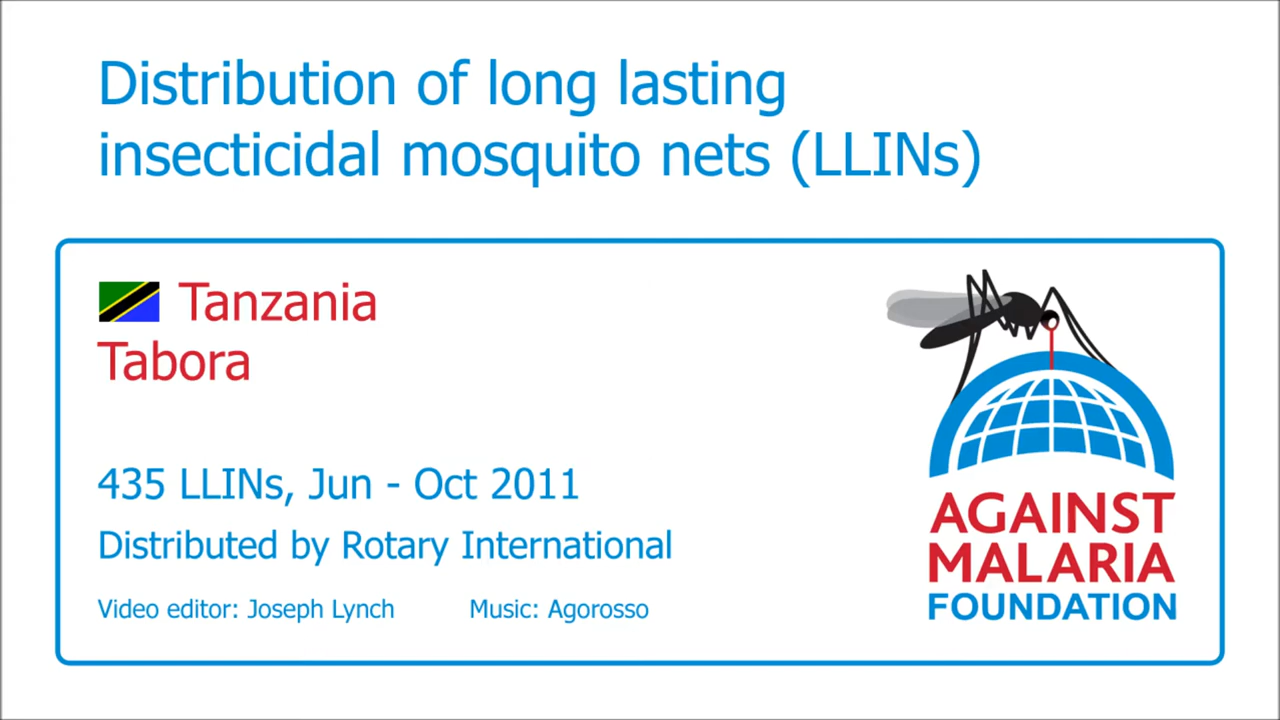 Distribution of long lasting
insecticidal mosquito nets (LLINs)
Tanzania
Tabora
435 LLINs, Jun - Oct 2011
Distributed by Rotary International
Video editor: Joseph Lynch
Music: Agorosso
AGAINST
MALARIA
FOUNDATION